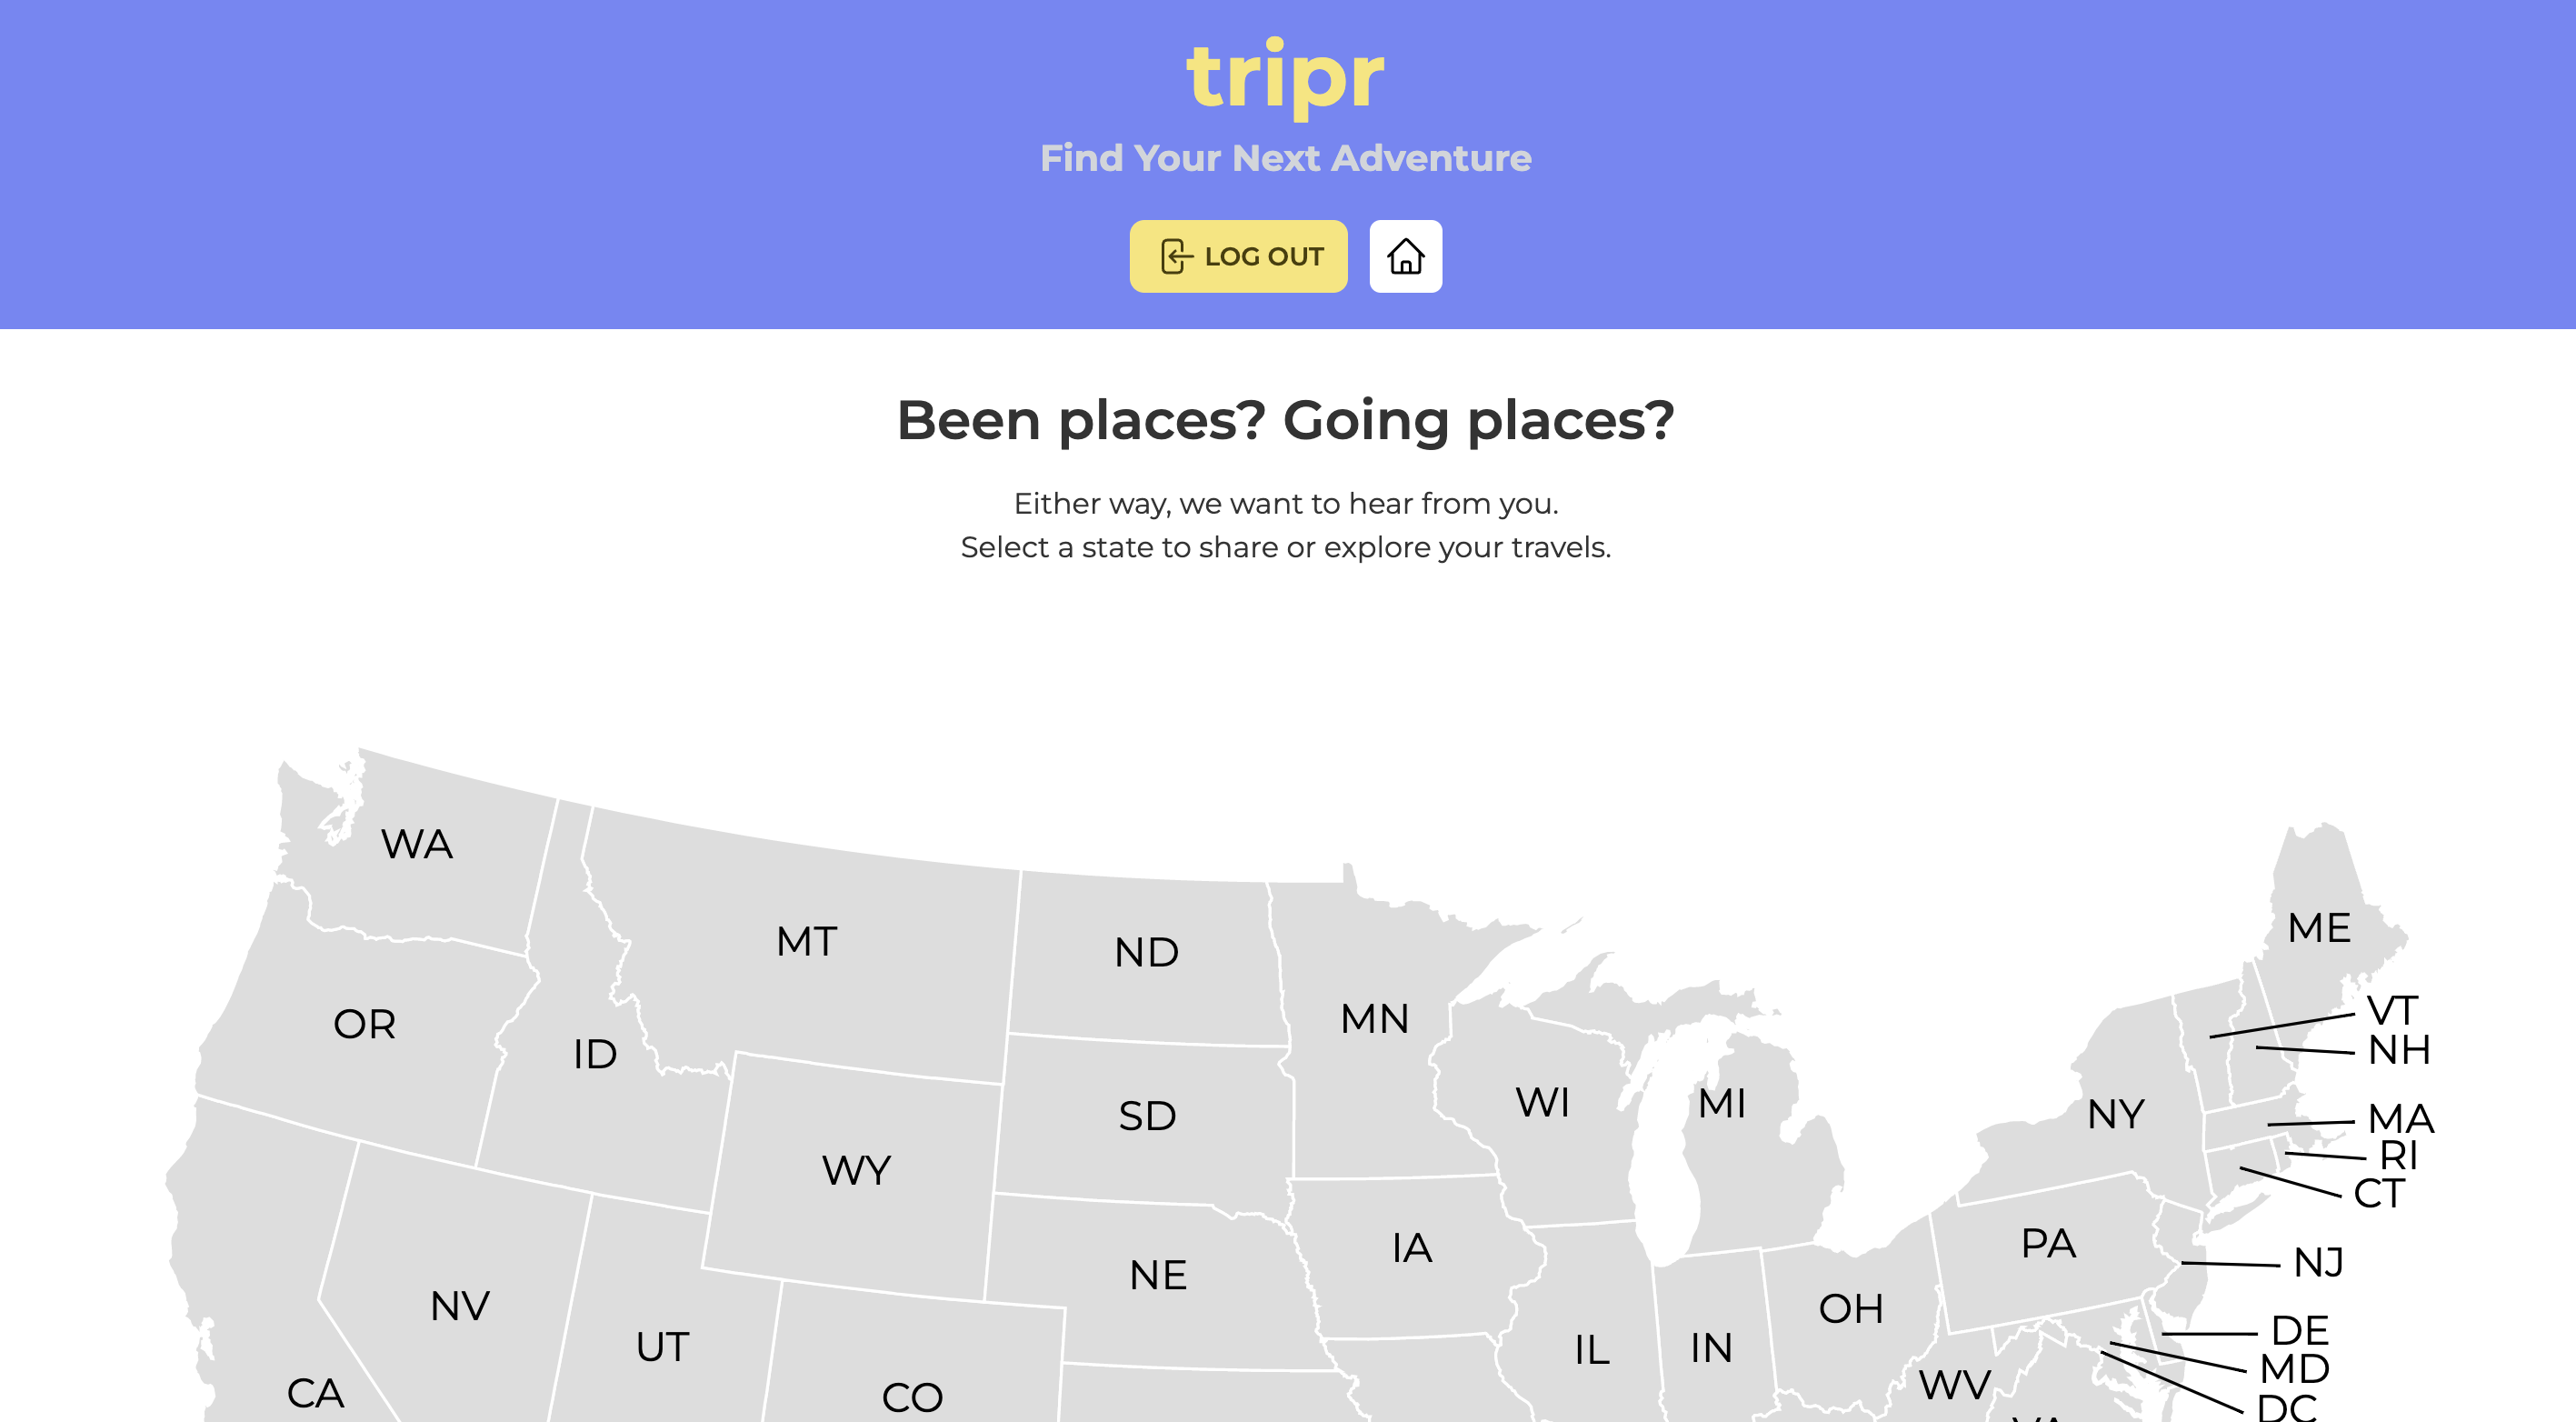 tripr
Find Your Next Adventure
LOG OUT
Been places? Going places?
Either way, we want to hear from you.
Select a state to share or explore your travels.
WA
MT
ND
ME
OR
ID
MN
VT
NH
SD
WI
MI
NY
MA
RI
WY
CT
NE
IA
PA
NJ
NV
UT
OH
DE
IL
IN
MD
CA
CO
WV
DC